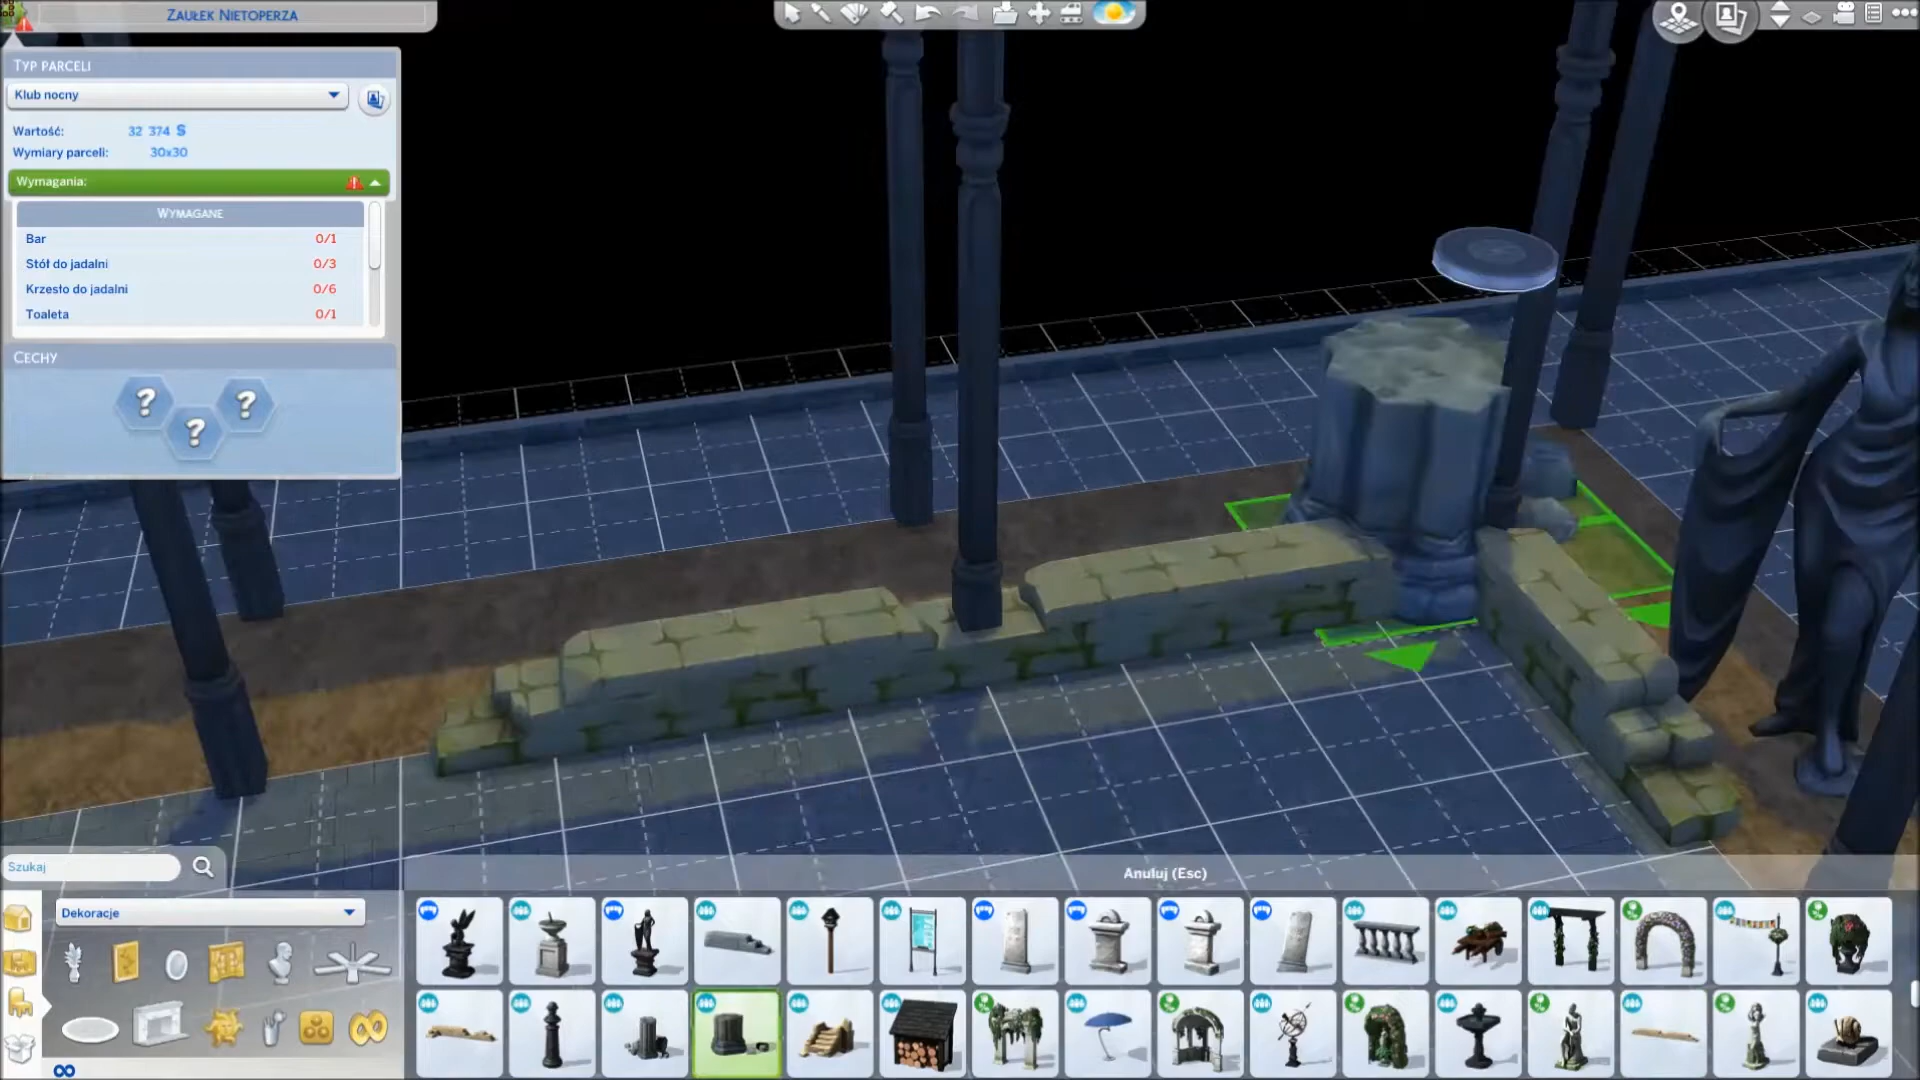 Zaułek Nietoperza
Typ parceli
Klub nocny
Wartość: 32 374 §
Wymiary parceli: 30x30
Wymagania:
Wymagane
Bar 0/1
Stół do jadalni 0/3
Krzesło do jadalni 0/6
Toaleta 0/1
Cechy
? ? ?
Szukaj
Anuluj (Esc)
Dekoracje